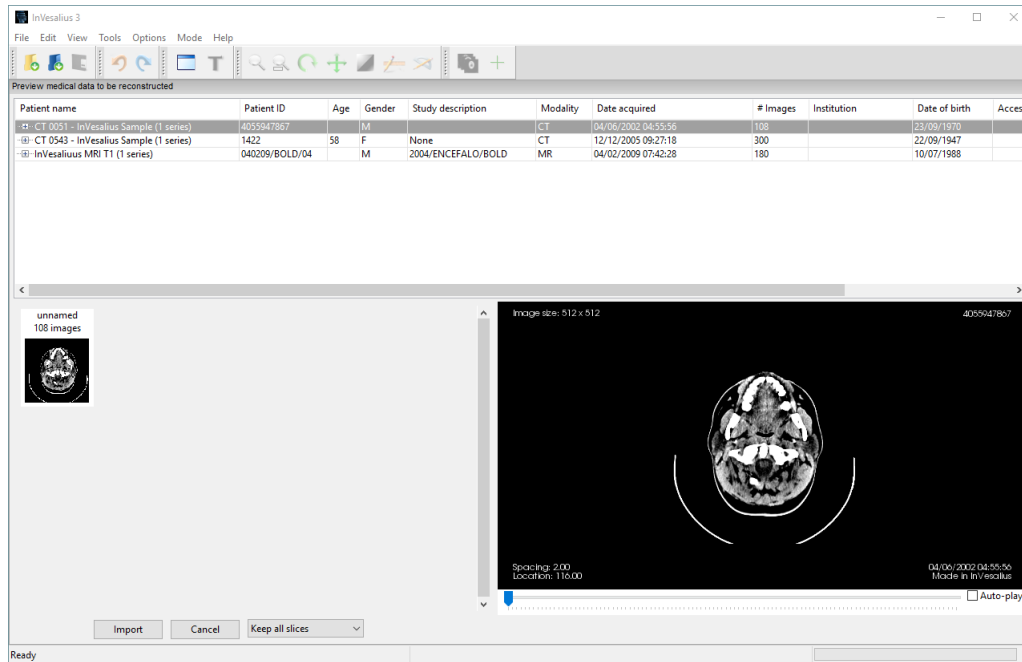 InVesalius 3
File Edit View Tools Options Mode Help
Preview medical data to be reconstructed
Patient name Patient ID Age Gender Study description Modality Date acquired # Images Institution Date of birth Acces
CT 0051 - InVesalius Sample (1 series) 4055947867 M CT 04/06/2002 04:55:56 108 23/09/1970
CT 0543 - InVesalius Sample (1 series) 1422 58 F None CT 12/12/2005 09:27:18 300 22/09/1947
InVesaliuus MRI T1 (1 series) 040209/BOLD/04 M 2004/ENCEFALO/BOLD MR 04/02/2009 07:42:28 180 10/07/1988
unnamed
108 images
Image size: 512 x 512 4055947867
Spacing: 2.00 04/06/2002 04:55:56
Location: 116.00 Made in InVesalius
Auto-play
Import Cancel Keep all slices
Ready